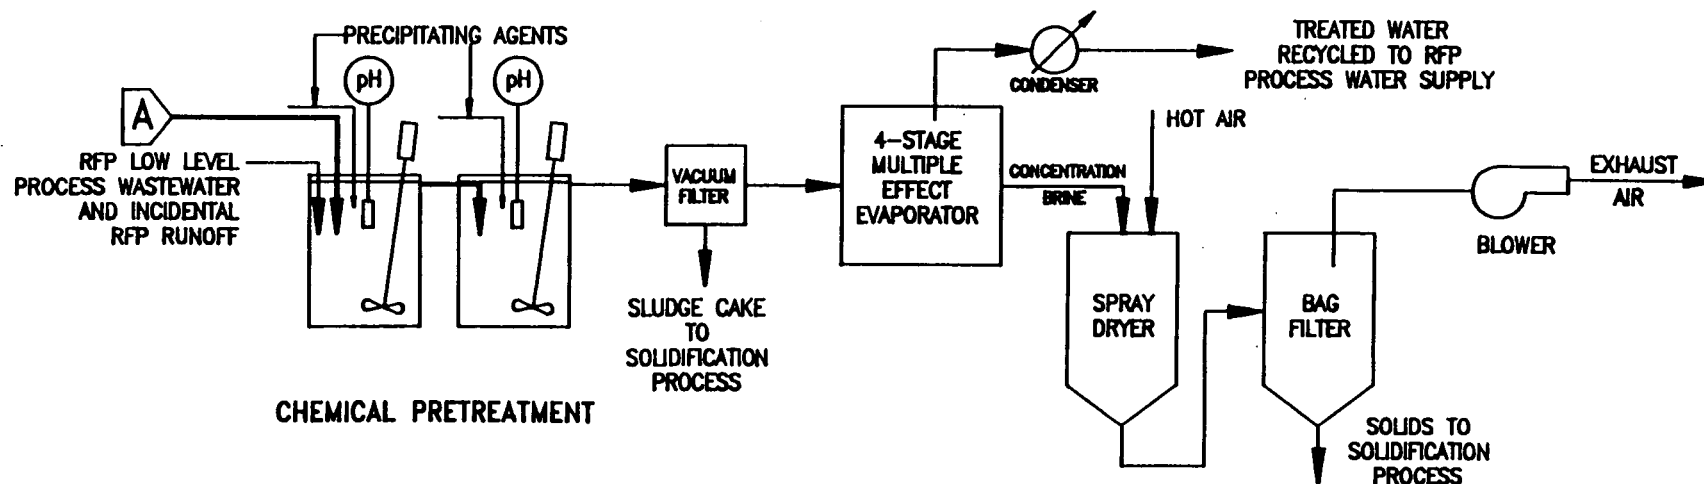 PRECIPITATING AGENTS
pH
pH
A
RFP LOW LEVEL
PROCESS WASTEWATER
AND INCIDENTAL
RFP RUNOFF
CHEMICAL PRETREATMENT
VACUUM
FILTER
SLUDGE CAKE
TO
SOLIDIFICATION
PROCESS
4-STAGE
MULTIPLE
EFFECT
EVAPORATOR
CONDENSER
TREATED WATER
RECYCLED TO RFP
PROCESS WATER SUPPLY
HOT AIR
CONCENTRATION
BRINE
SPRAY
DRYER
BAG
FILTER
BLOWER
EXHAUST
AIR
SOLIDS TO
SOLIDIFICATION
PROCESS